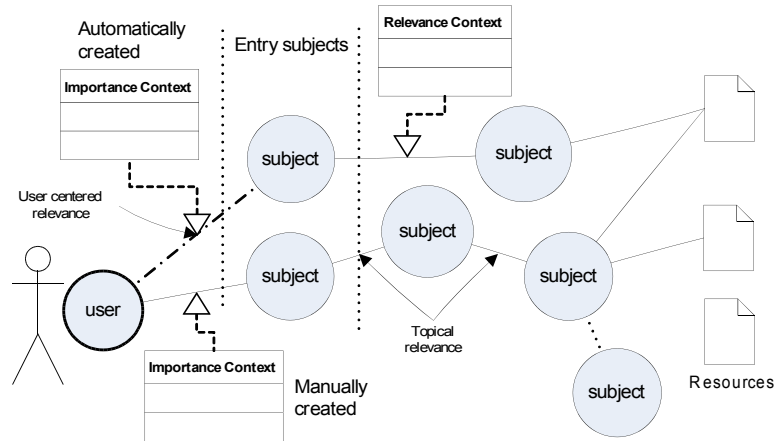 Automatically
created
Entry subjects
Relevance Context
Importance Context
subject
subject
User centered
relevance
subject
user
subject
subject
Topical
relevance
Importance Context
Manually
created
subject
Resources